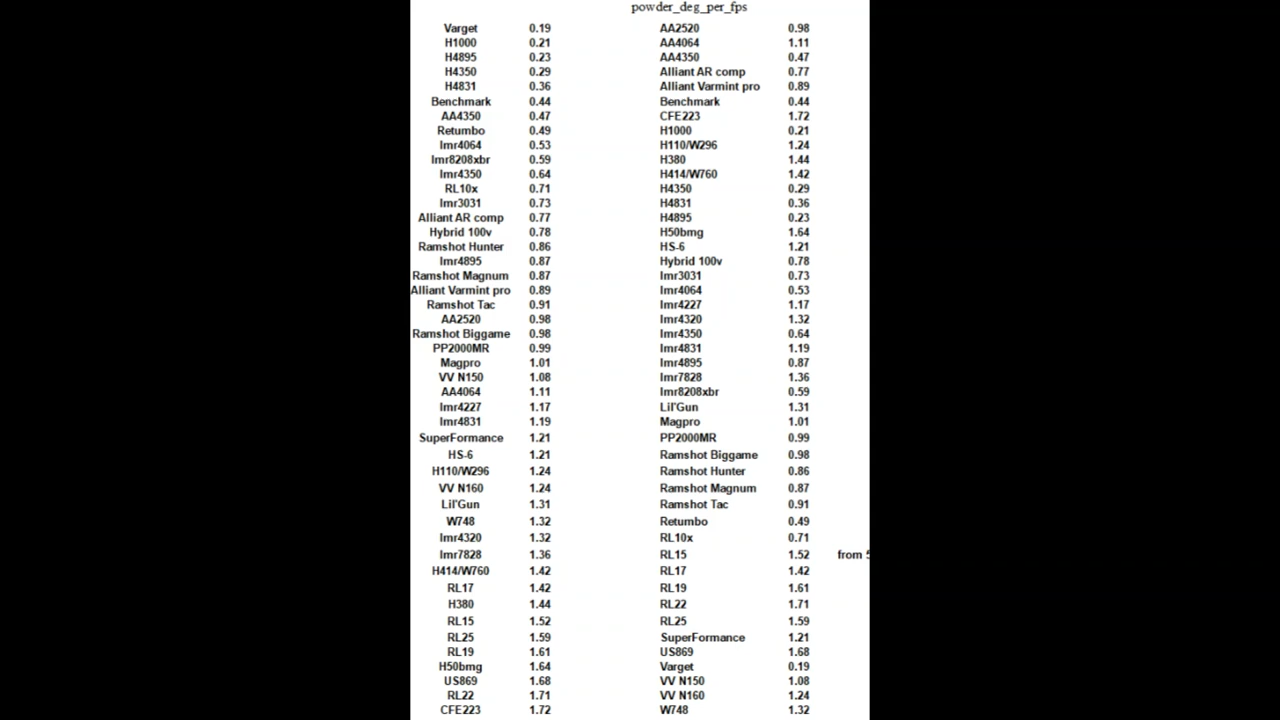 powder_deg_per_fps
Varget 0.19 AA2520 0.98
H1000 0.21 AA4064 1.11
H4895 0.23 AA4350 0.47
H4350 0.29 Alliant AR comp 0.77
H4831 0.36 Alliant Varmint pro 0.89
Benchmark 0.44 Benchmark 0.44
AA4350 0.47 CFE223 1.72
Retumbo 0.49 H1000 0.21
Imr4064 0.53 H110/W296 1.24
Imr8208xbr 0.59 H380 1.44
Imr4350 0.64 H414/W760 1.42
RL10x 0.71 H4350 0.29
Imr3031 0.73 H4831 0.36
Alliant AR comp 0.77 H4895 0.23
Hybrid 100v 0.78 H50bmg 1.64
Ramshot Hunter 0.86 HS-6 1.21
Imr4895 0.87 Hybrid 100v 0.78
Ramshot Magnum 0.87 Imr3031 0.73
Alliant Varmint pro 0.89 Imr4064 0.53
Ramshot Tac 0.91 Imr4227 1.17
AA2520 0.98 Imr4320 1.32
Ramshot Biggame 0.98 Imr4350 0.64
PP2000MR 0.99 Imr4831 1.19
Magpro 1.01 Imr4895 0.87
VV N150 1.08 Imr7828 1.36
AA4064 1.11 Imr8208xbr 0.59
Imr4227 1.17 Lil'Gun 1.31
Imr4831 1.19 Magpro 1.01
SuperFormance 1.21 PP2000MR 0.99
HS-6 1.21 Ramshot Biggame 0.98
H110/W296 1.24 Ramshot Hunter 0.86
VV N160 1.24 Ramshot Magnum 0.87
Lil'Gun 1.31 Ramshot Tac 0.91
W748 1.32 Retumbo 0.49
Imr4320 1.32 RL10x 0.71
Imr7828 1.36 RL15 1.52 from
H414/W760 1.42 RL17 1.42
RL17 1.42 RL19 1.61
H380 1.44 RL22 1.71
RL15 1.52 RL25 1.59
RL25 1.59 SuperFormance 1.21
RL19 1.61 US869 1.68
H50bmg 1.64 Varget 0.19
US869 1.68 VV N150 1.08
RL22 1.71 VV N160 1.24
CFE223 1.72 W748 1.32